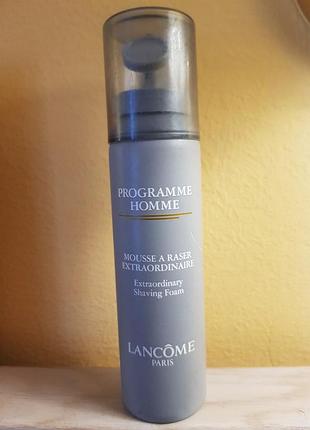 PROGRAMME
HOMME
MOUSSE A RASER
EXTRAORDINAIRE
Extraordinary
Shaving Foam
LANCÔME
PARIS